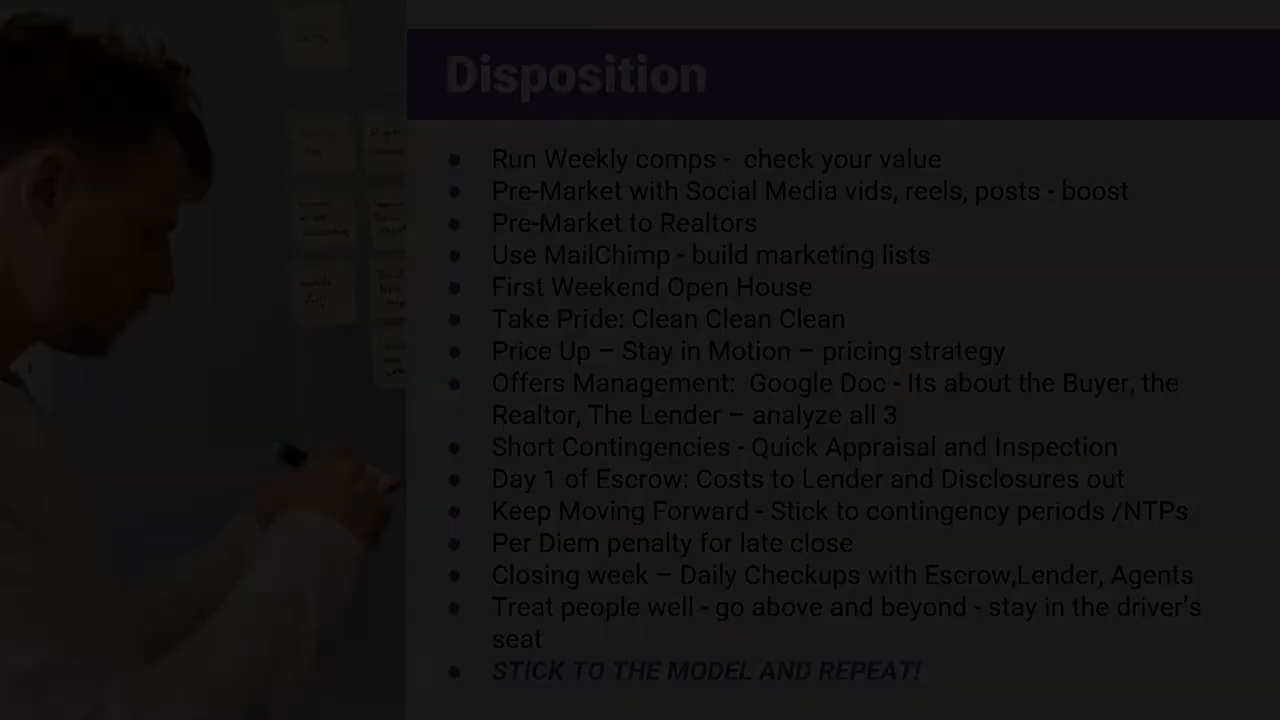 Disposition
● Run Weekly comps -  check your value
● Pre-Market with Social Media vids, reels, posts - boost
● Pre-Market to Realtors
● Use MailChimp - build marketing lists
● First Weekend Open House
● Take Pride: Clean Clean Clean
● Price Up – Stay in Motion – pricing strategy
● Offers Management:  Google Doc - Its about the Buyer, the
Realtor, The Lender – analyze all 3
● Short Contingencies - Quick Appraisal and Inspection
● Day 1 of Escrow: Costs to Lender and Disclosures out
● Keep Moving Forward - Stick to contingency periods /NTPs
● Per Diem penalty for late close
● Closing week – Daily Checkups with Escrow,Lender, Agents
● Treat people well - go above and beyond - stay in the driver’s
seat
● STICK TO THE MODEL AND REPEAT!